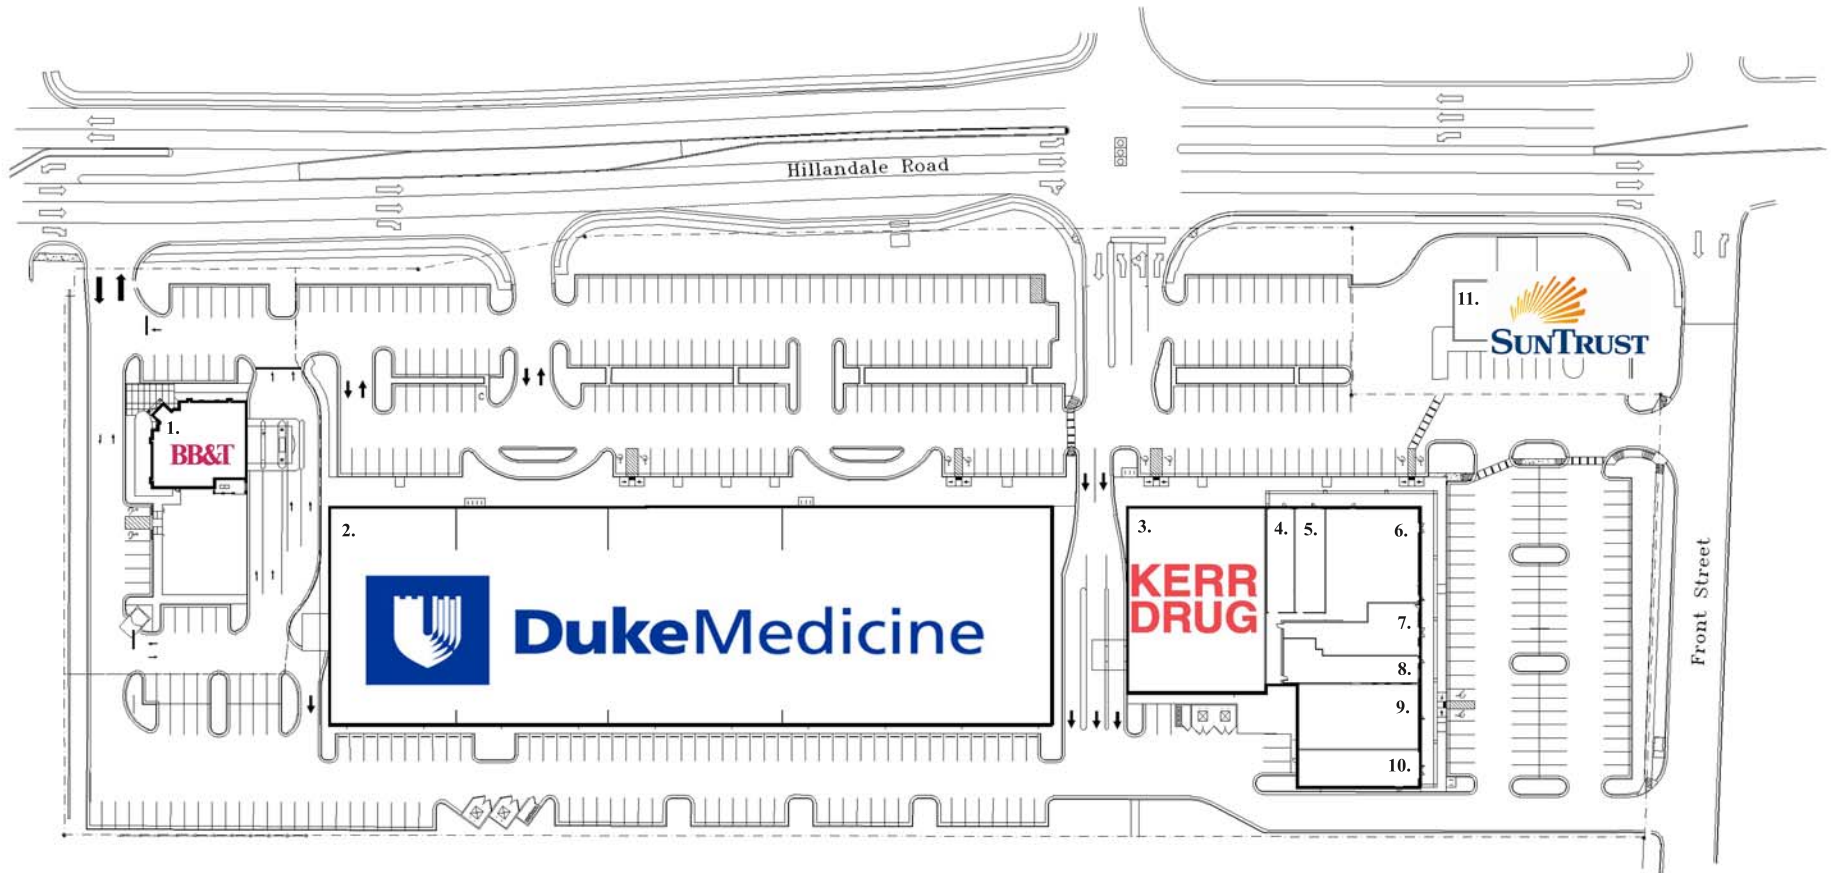 Hillandale Road
11.
SUNTRUST
1.
BB&T
2.
DukeMedicine
3.
KERR
DRUG
4.
5.
6.
7.
8.
9.
10.
Front Street
C